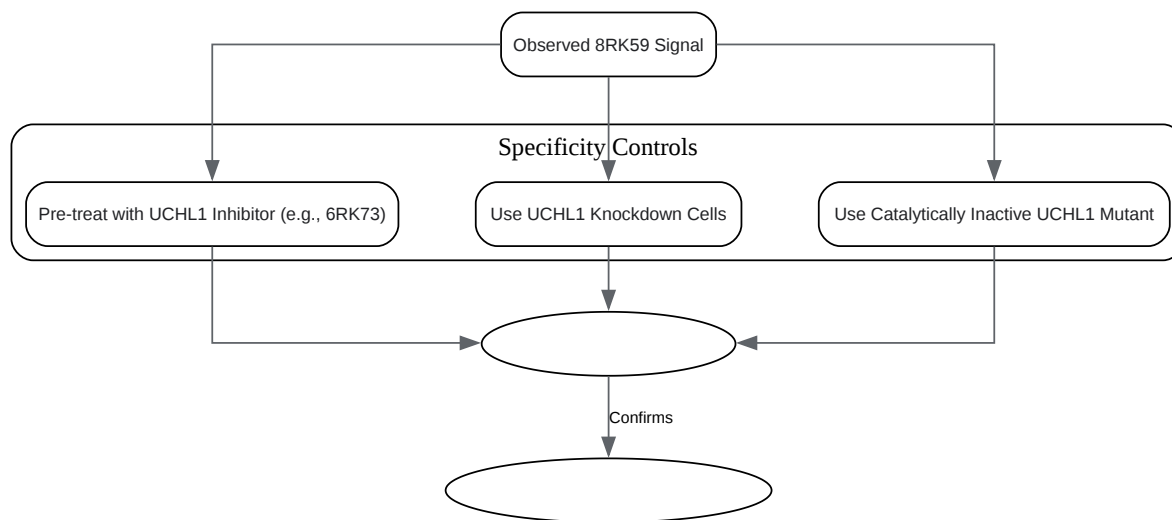 Observed 8RK59 Signal
Specificity Controls
Pre-treat with UCHL1 Inhibitor (e.g., 6RK73)
Use UCHL1 Knockdown Cells
Use Catalytically Inactive UCHL1 Mutant
Confirms